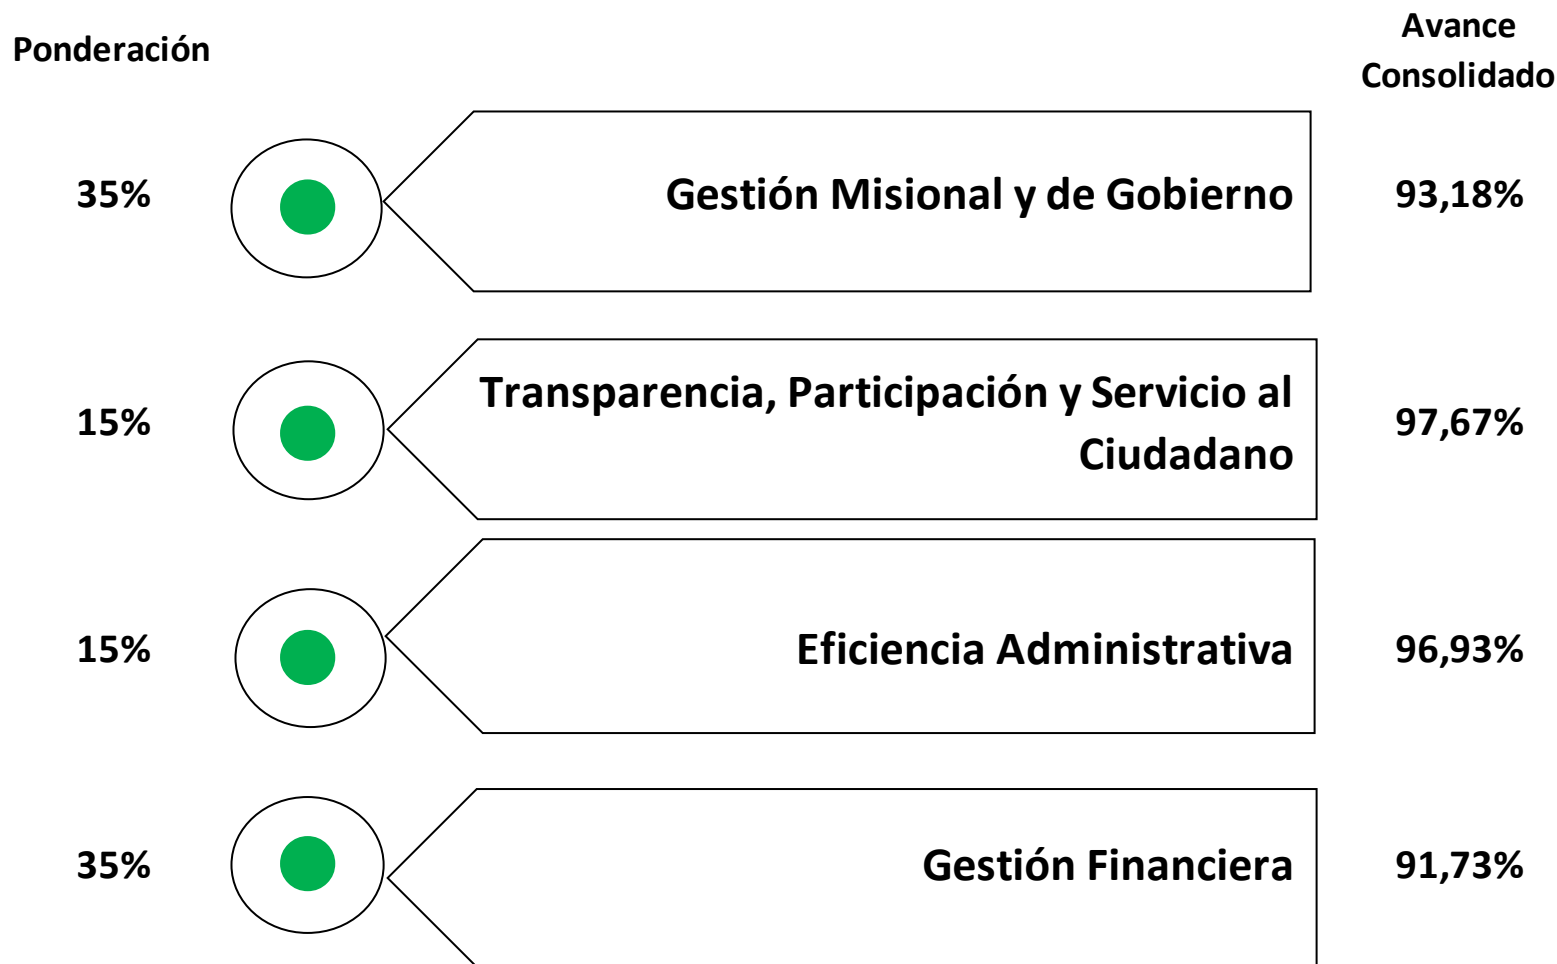 Ponderación
Avance
Consolidado
35%
Gestión Misional y de Gobierno
93,18%
15%
Transparencia, Participación y Servicio al
Ciudadano
97,67%
15%
Eficiencia Administrativa
96,93%
35%
Gestión Financiera
91,73%